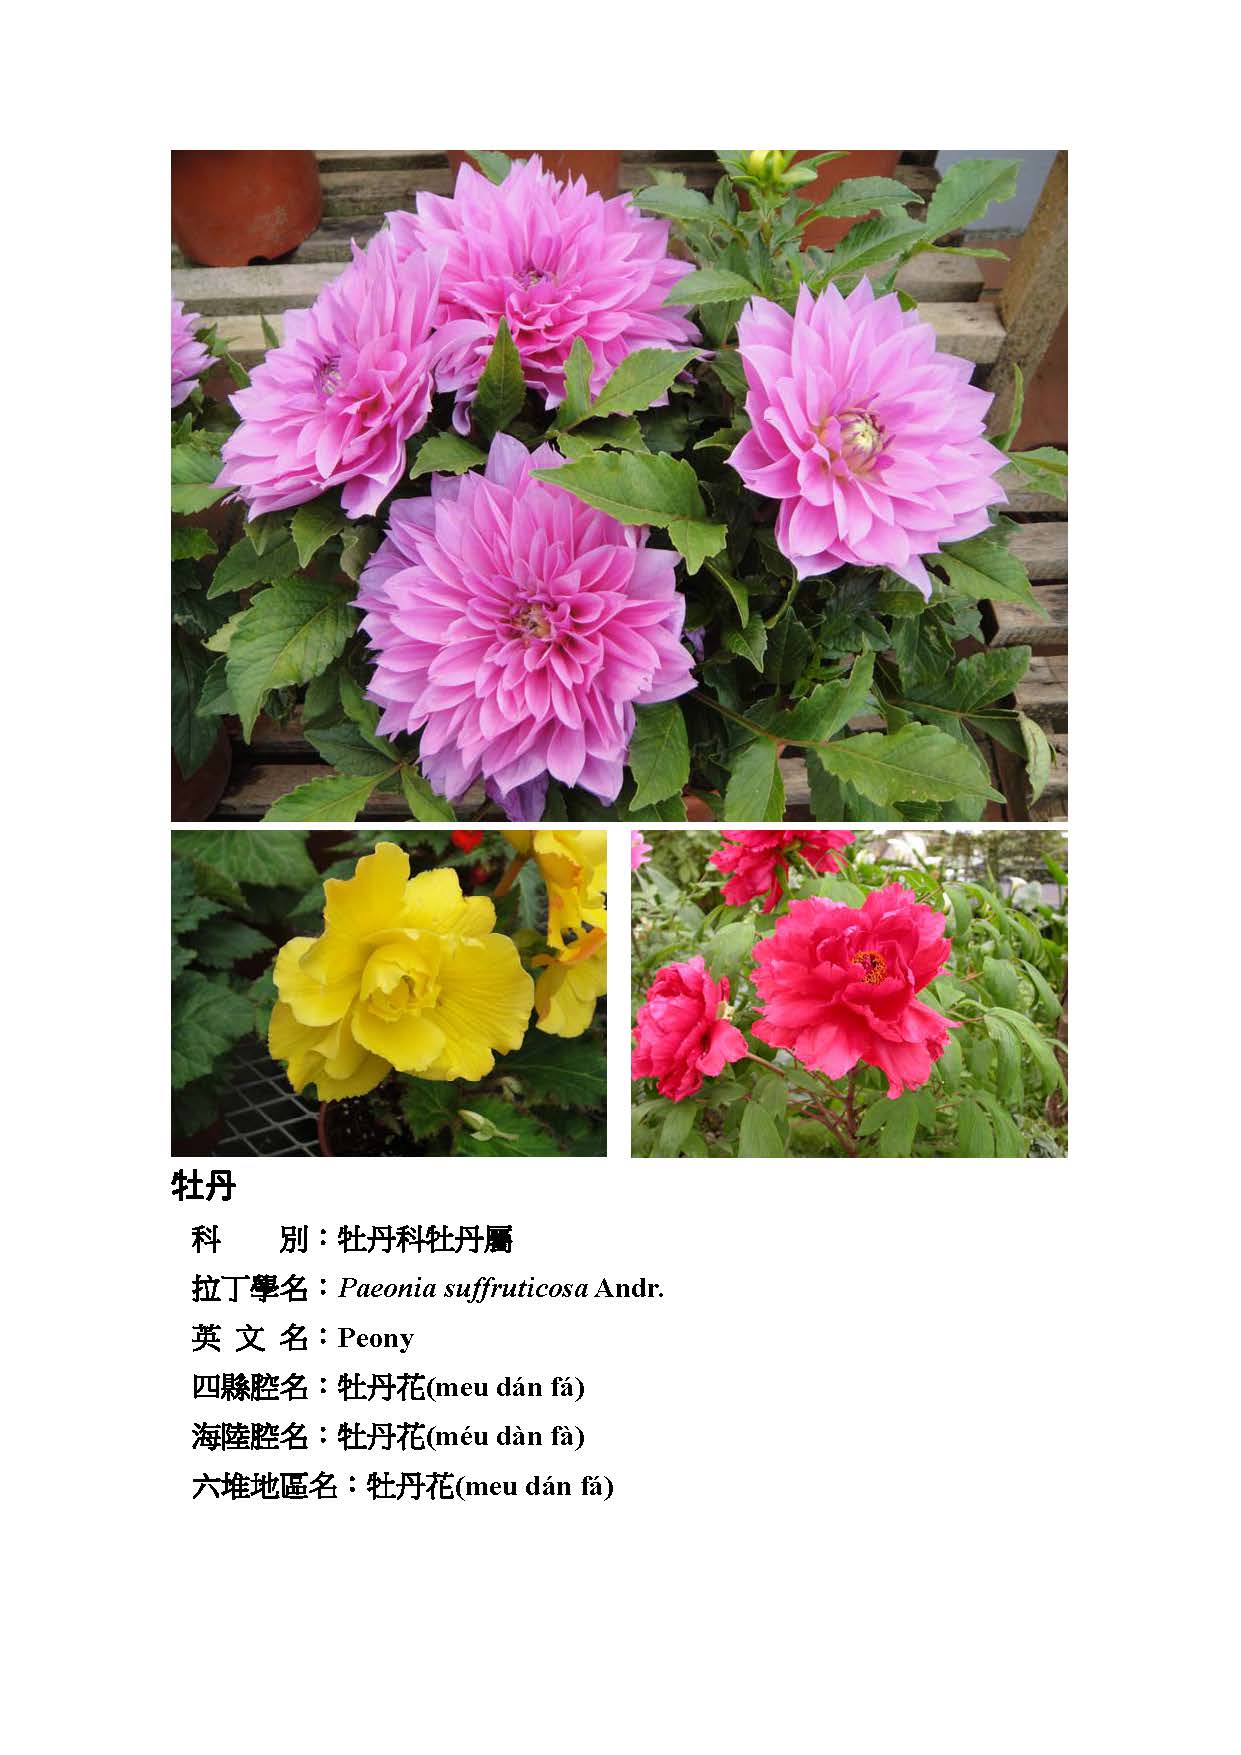 牡丹
科　　別：牡丹科牡丹屬
拉丁學名：Paeonia suffruticosa Andr.
英 文 名：Peony
四縣腔名：牡丹花(meu dán fá)
海陸腔名：牡丹花(méu dàn fà)
六堆地區名：牡丹花(meu dán fá)